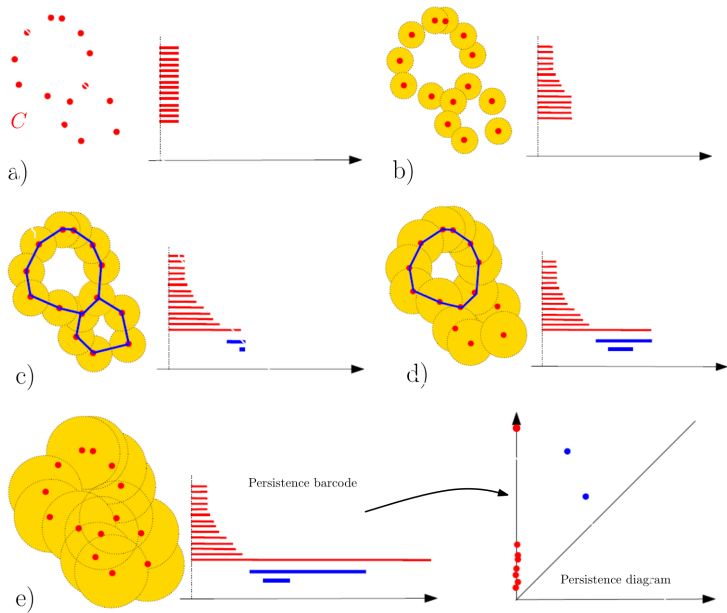 C
a)
b)
c)
d)
Persistence barcode
e)
Persistence diagram